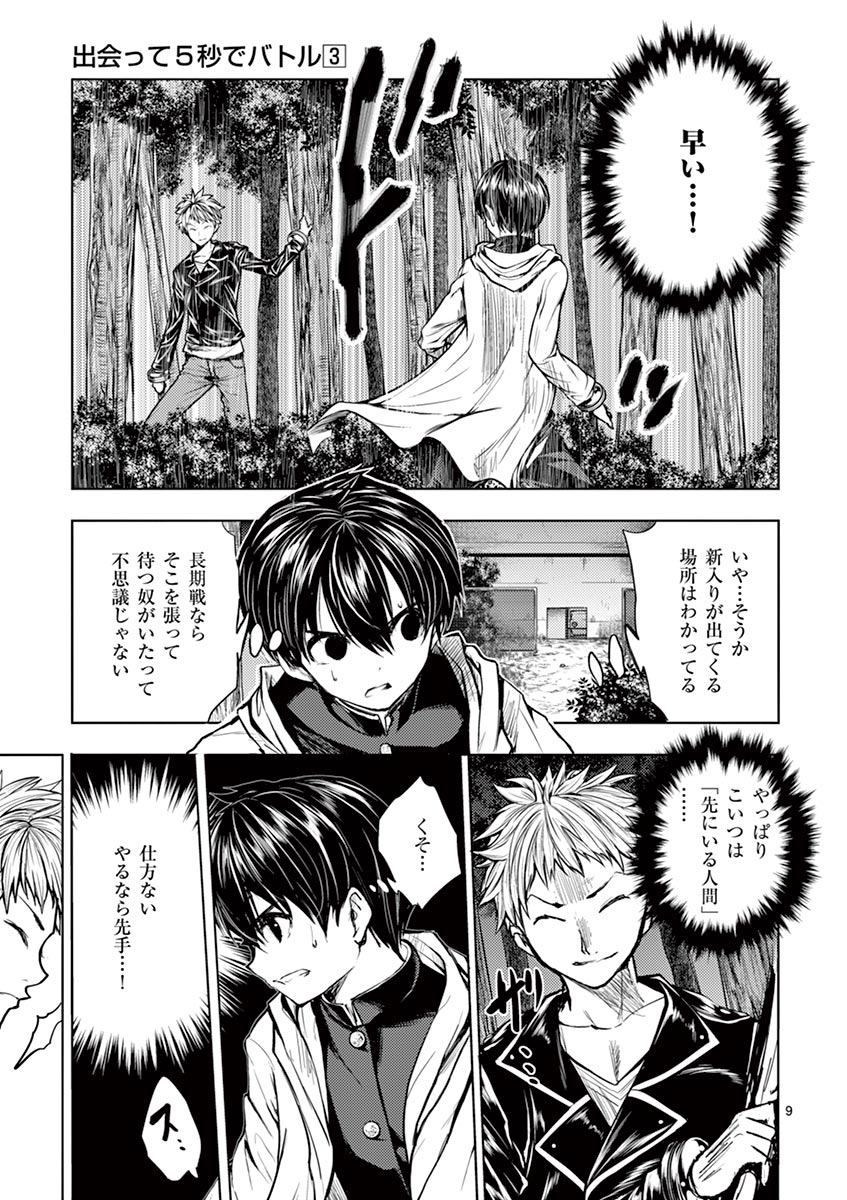 出会って5秒でバトル3
早い…!
ドドッ
いや…そうか
新入りが出てくる
場所はわかってる
長期戦なら
そこを張って
待つ奴がいたって
不思議じゃない
やっぱり
こいつは
「先にいる人間」
……
ザリ
くそ…
仕方ない
やるなら先手…!
ス…
9